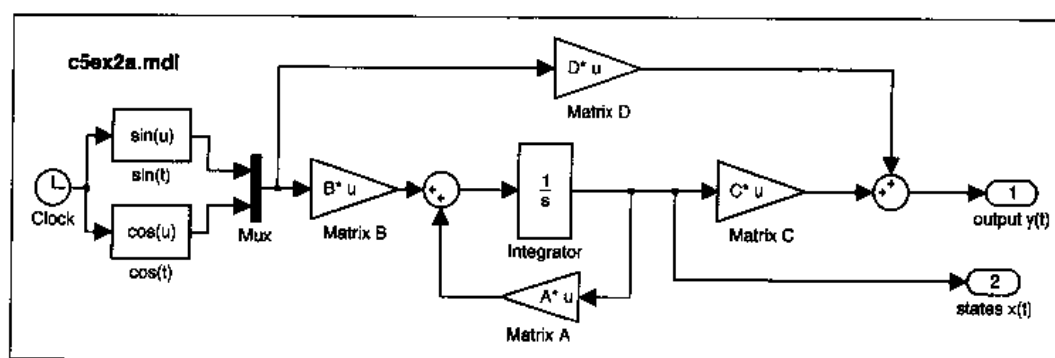 c5ex2a.mdl
D* u
Matrix D
sin(u)
sin(t)
Clock
cos(u)
cos(t)
Mux
B* u
Matrix B
1
s
Integrator
A* u
Matrix A
C* u
Matrix C
1
output y(t)
2
states x(t)